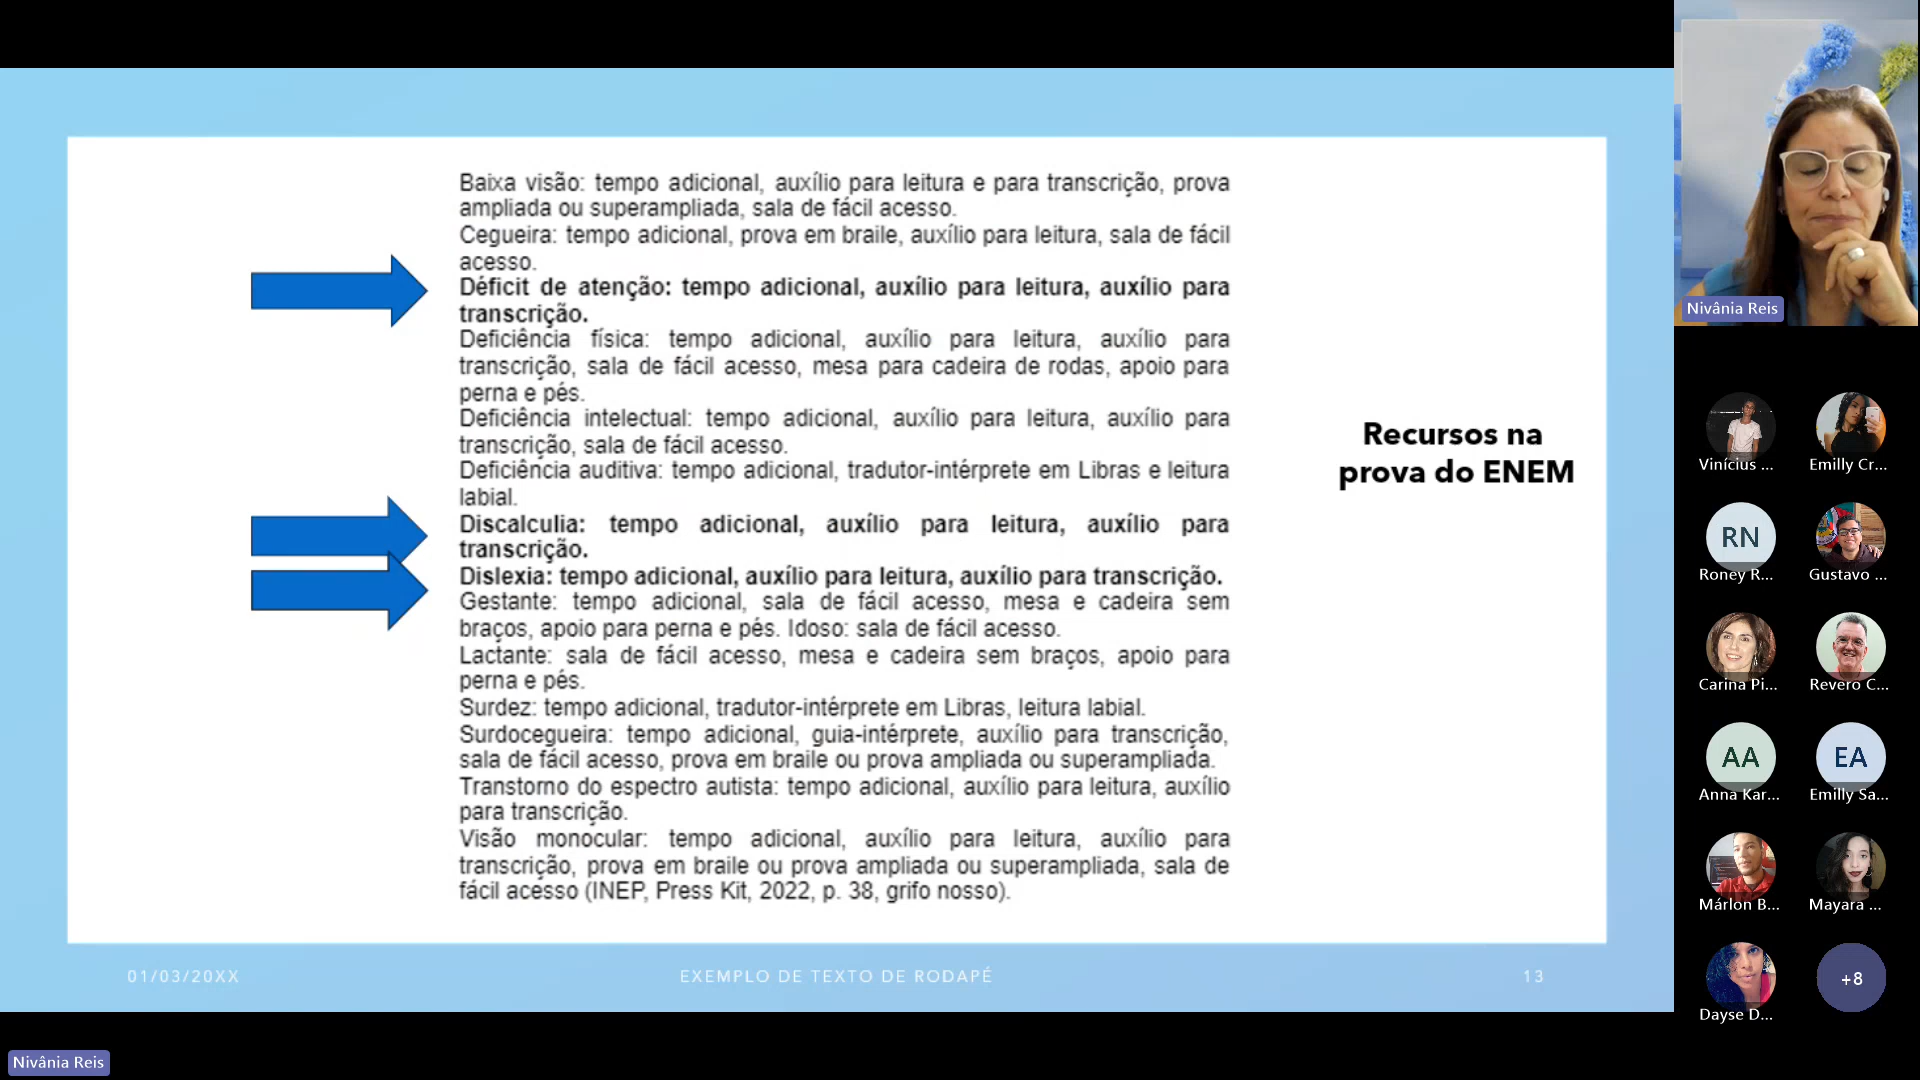 Baixa visão: tempo adicional, auxílio para leitura e para transcrição, prova
ampliada ou superampliada, sala de fácil acesso.
Cegueira: tempo adicional, prova em braile, auxílio para leitura, sala de fácil
acesso.
Déficit de atenção: tempo adicional, auxílio para leitura, auxílio para
transcrição.
Deficiência física: tempo adicional, auxílio para leitura, auxílio para
transcrição, sala de fácil acesso, mesa para cadeira de rodas, apoio para
perna e pés.
Deficiência intelectual: tempo adicional, auxílio para leitura, auxílio para
transcrição, sala de fácil acesso.
Deficiência auditiva: tempo adicional, tradutor-intérprete em Libras e leitura
labial.
Discalculia: tempo adicional, auxílio para leitura, auxílio para
transcrição.
Dislexia: tempo adicional, auxílio para leitura, auxílio para transcrição.
Gestante: tempo adicional, sala de fácil acesso, mesa e cadeira sem
braços, apoio para perna e pés. Idoso: sala de fácil acesso.
Lactante: sala de fácil acesso, mesa e cadeira sem braços, apoio para
perna e pés.
Surdez: tempo adicional, tradutor-intérprete em Libras, leitura labial.
Surdocegueira: tempo adicional, guia-intérprete, auxílio para transcrição,
sala de fácil acesso, prova em braile ou prova ampliada ou superampliada.
Transtorno do espectro autista: tempo adicional, auxílio para leitura, auxílio
para transcrição.
Visão monocular: tempo adicional, auxílio para leitura, auxílio para
transcrição, prova em braile ou prova ampliada ou superampliada, sala de
fácil acesso (INEP, Press Kit, 2022, p. 38, grifo nosso).
Recursos na
prova do ENEM
01/03/20XX
EXEMPLO DE TEXTO DE RODAPÉ
13
Nivânia Reis
Nivânia Reis
Vinícius ...
Emilly Cr...
RN
Roney R...
Gustavo ...
Carina Pi...
Revero C...
AA
Anna Kar...
EA
Emilly Sa...
Márlon B...
Mayara ...
Dayse D...
+8